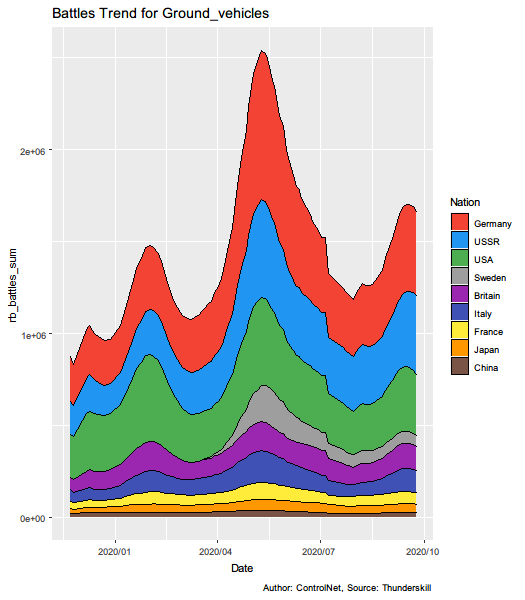 Battles Trend for Ground_vehicles
rb_battles_sum
2e+06
1e+06
0e+00
2020/01
2020/04
2020/07
2020/10
Date
Nation
Germany
USSR
USA
Sweden
Britain
Italy
France
Japan
China
Author: ControlNet, Source: Thunderskill